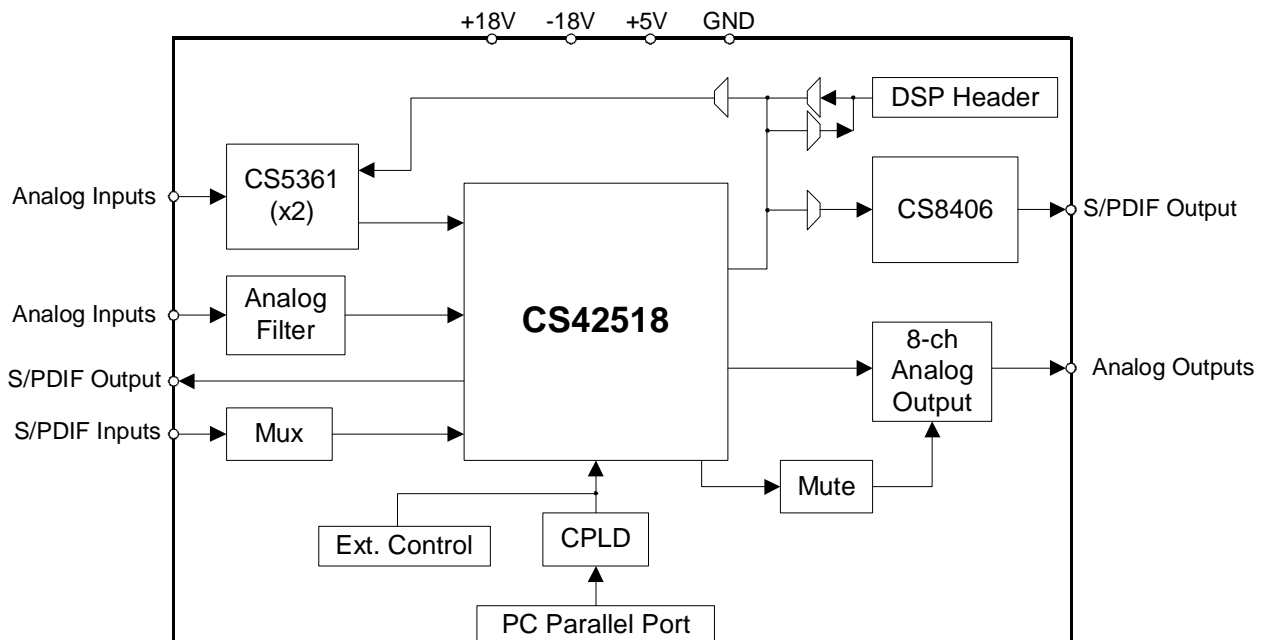 +18V -18V +5V GND
DSP Header
CS5361
(x2)
Analog Inputs
CS8406
S/PDIF Output
Analog Inputs
Analog
Filter
CS42518
8-ch
Analog
Output
Analog Outputs
S/PDIF Output
S/PDIF Inputs
Mux
Mute
Ext. Control
CPLD
PC Parallel Port